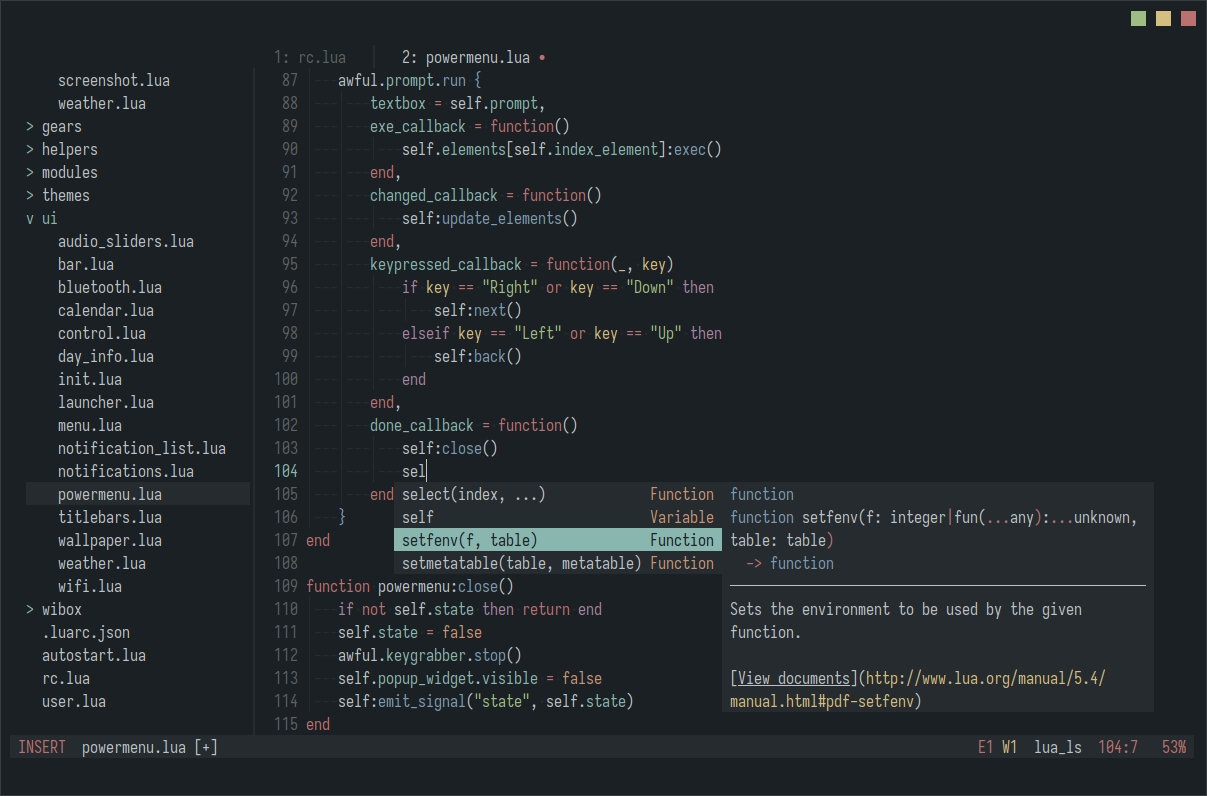 1: rc.lua 2: powermenu.lua •
screenshot.lua
weather.lua
> gears
> helpers
> modules
> themes
v ui
audio_sliders.lua
bar.lua
bluetooth.lua
calendar.lua
control.lua
day_info.lua
init.lua
launcher.lua
menu.lua
notification_list.lua
notifications.lua
powermenu.lua
titlebars.lua
wallpaper.lua
weather.lua
wifi.lua
> wibox
.luarc.json
autostart.lua
rc.lua
user.lua
87 awful.prompt.run {
88 textbox = self.prompt,
89 exe_callback = function()
90 self.elements[self.index_element]:exec()
91 end,
92 changed_callback = function()
93 self:update_elements()
94 end,
95 keypressed_callback = function(_, key)
96 if key == "Right" or key == "Down" then
97 self:next()
98 elseif key == "Left" or key == "Up" then
99 self:back()
100 end
101 end,
102 done_callback = function()
103 self:close()
104 sel
105 end
106 }
107 end
108
109 function powermenu:close()
110 if not self.state then return end
111 self.state = false
112 awful.keygrabber.stop()
113 self.popup_widget.visible = false
114 self:emit_signal("state", self.state)
115 end
select(index, ...) Function
self Variable
setfenv(f, table) Function
setmetatable(table, metatable) Function
function
function setfenv(f: integer|fun(...any):...unknown,
table: table)
-> function
Sets the environment to be used by the given
function.
[View documents](http://www.lua.org/manual/5.4/
manual.html#pdf-setfenv)
INSERT powermenu.lua [+] E1 W1 lua_ls 104:7 53%